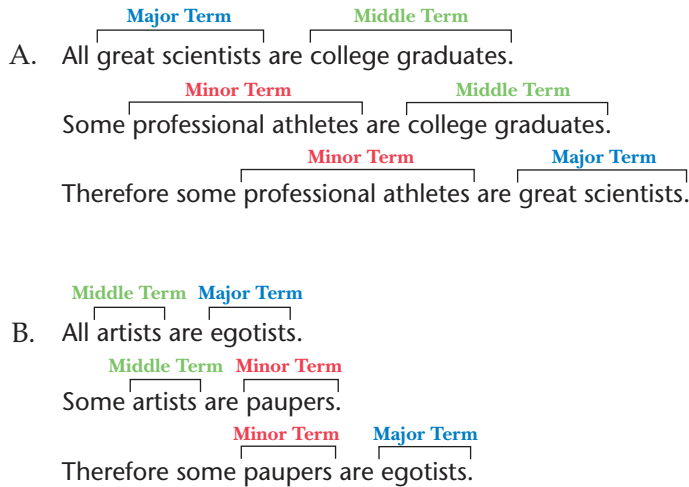 Major Term Middle Term
A. All great scientists are college graduates.
Minor Term Middle Term
Some professional athletes are college graduates.
Minor Term Major Term
Therefore some professional athletes are great scientists.
Middle Term Major Term
B. All artists are egotists.
Middle Term Minor Term
Some artists are paupers.
Minor Term Major Term
Therefore some paupers are egotists.